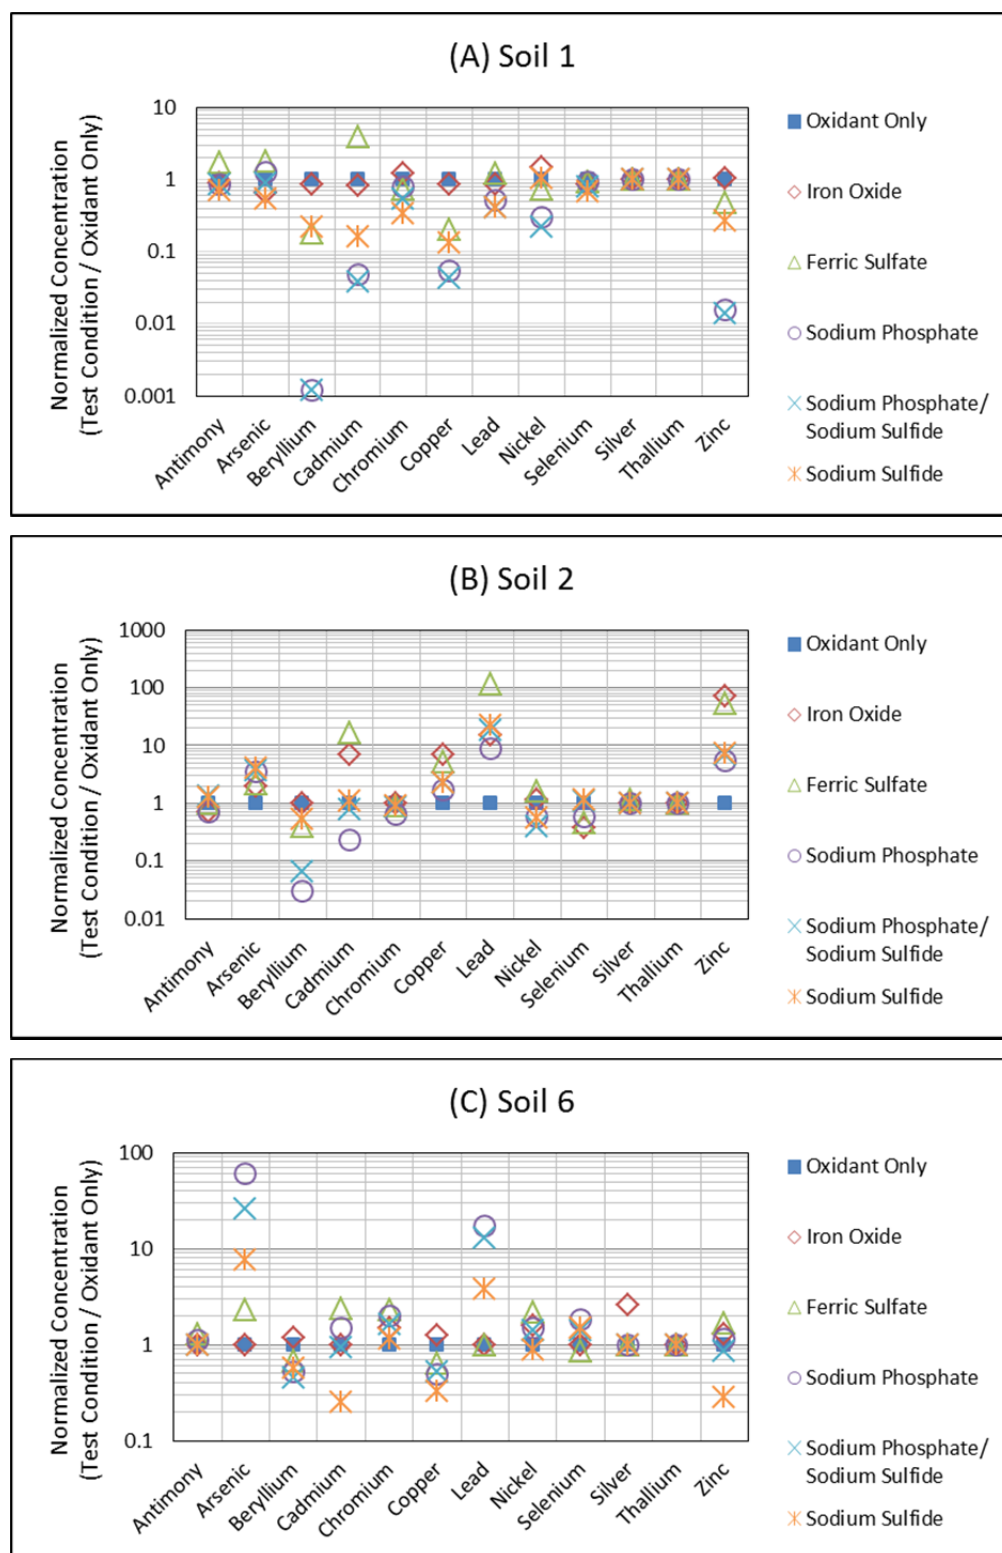 (A) Soil 1
Normalized Concentration
(Test Condition / Oxidant Only)
10
1
0.1
0.01
0.001
Antimony
Arsenic
Beryllium
Cadmium
Chromium
Copper
Lead
Nickel
Selenium
Silver
Thallium
Zinc
Oxidant Only
Iron Oxide
Ferric Sulfate
Sodium Phosphate
Sodium Phosphate/
Sodium Sulfide
Sodium Sulfide
(B) Soil 2
Normalized Concentration
(Test Condition / Oxidant Only)
1000
100
10
1
0.1
0.01
Antimony
Arsenic
Beryllium
Cadmium
Chromium
Copper
Lead
Nickel
Selenium
Silver
Thallium
Zinc
Oxidant Only
Iron Oxide
Ferric Sulfate
Sodium Phosphate
Sodium Phosphate/
Sodium Sulfide
Sodium Sulfide
(C) Soil 6
Normalized Concentration
(Test Condition / Oxidant Only)
100
10
1
0.1
Antimony
Arsenic
Beryllium
Cadmium
Chromium
Copper
Lead
Nickel
Selenium
Silver
Thallium
Zinc
Oxidant Only
Iron Oxide
Ferric Sulfate
Sodium Phosphate
Sodium Phosphate/
Sodium Sulfide
Sodium Sulfide